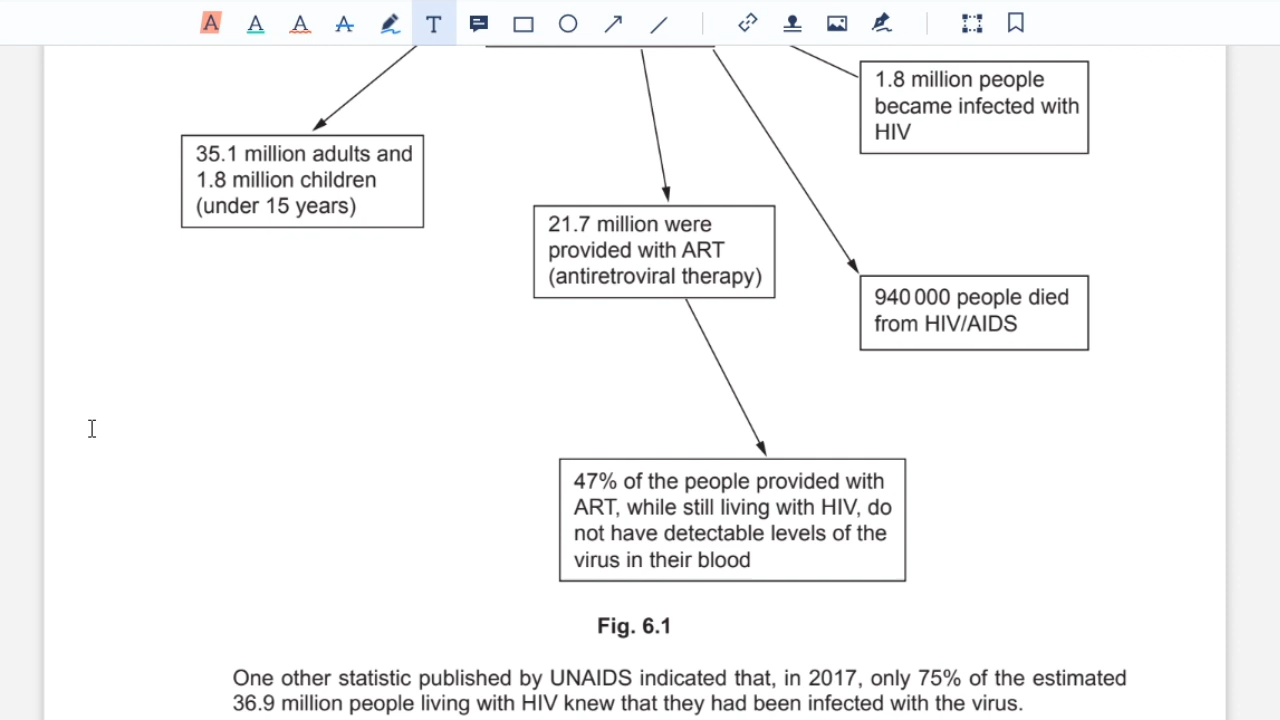 1.8 million people
became infected with
HIV
35.1 million adults and
1.8 million children
(under 15 years)
21.7 million were
provided with ART
(antiretroviral therapy)
940 000 people died
from HIV/AIDS
47% of the people provided with
ART, while still living with HIV, do
not have detectable levels of the
virus in their blood
Fig. 6.1
One other statistic published by UNAIDS indicated that, in 2017, only 75% of the estimated
36.9 million people living with HIV knew that they had been infected with the virus.